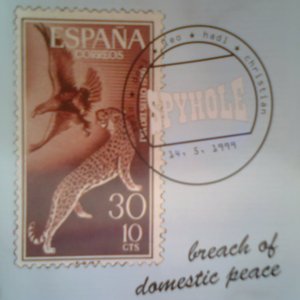 ESPAÑA
CORREOS
30
10
CTS
hadi ★ christian
SPYHOLE
14. 5. 1999
breach of
domestic peace